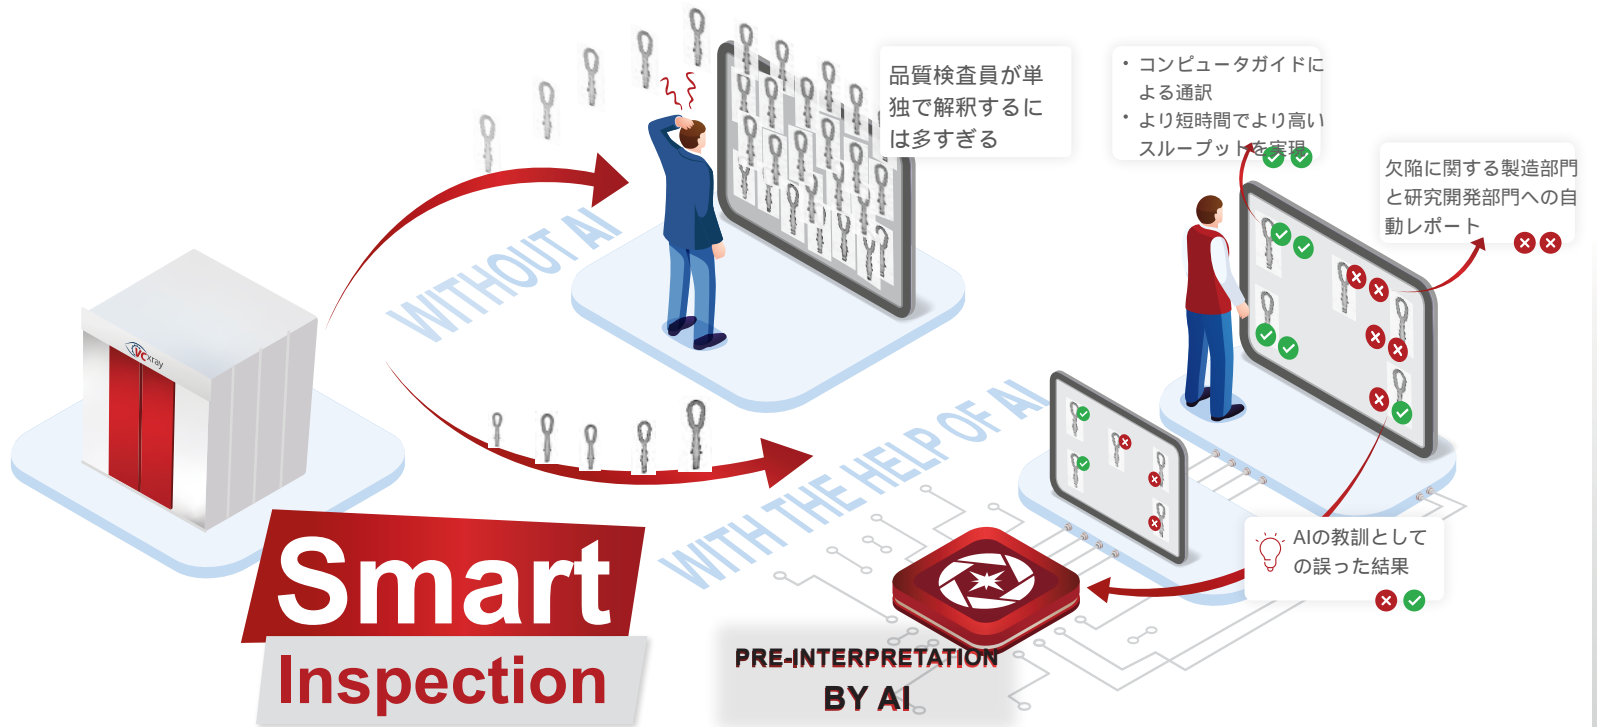 品質検査員が単
独で解釈するに
は多すぎる
• コンピュータガイドに
よる通訳
• より短時間でより高い
スループットを実現
欠陥に関する製造部門
と研究開発部門への自
動レポート
WITHOUT AI
VCxray
WITH THE HELP OF AI
AIの教訓として
の誤った結果
Smart
Inspection
PRE-INTERPRETATION
BY AI